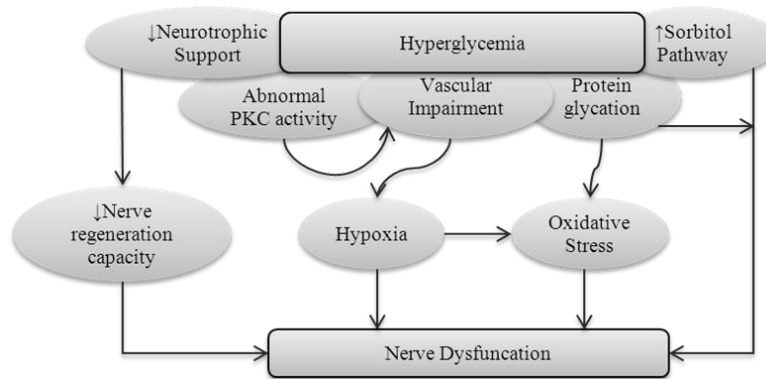 ↓Neurotrophic
Support
Hyperglycemia
↑Sorbitol
Pathway
Abnormal
PKC activity
Vascular
Impairment
Protein
glycation
↓Nerve
regeneration
capacity
Hypoxia
Oxidative
Stress
Nerve Dysfuncation